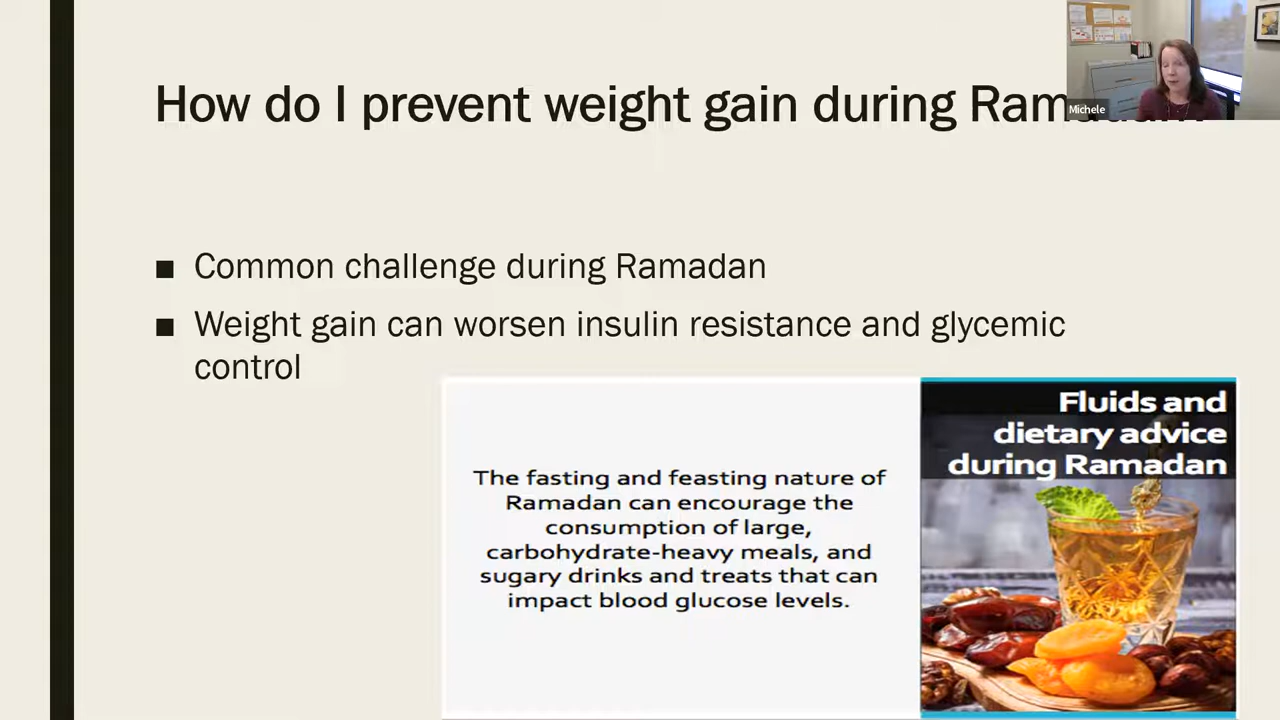 How do I prevent weight gain during
Michele
■ Common challenge during Ramadan
■ Weight gain can worsen insulin resistance and glycemic
control
The fasting and feasting nature of
Ramadan can encourage the
consumption of large,
carbohydrate-heavy meals, and
sugary drinks and treats that can
impact blood glucose levels.
Fluids and
dietary advice
during Ramadan